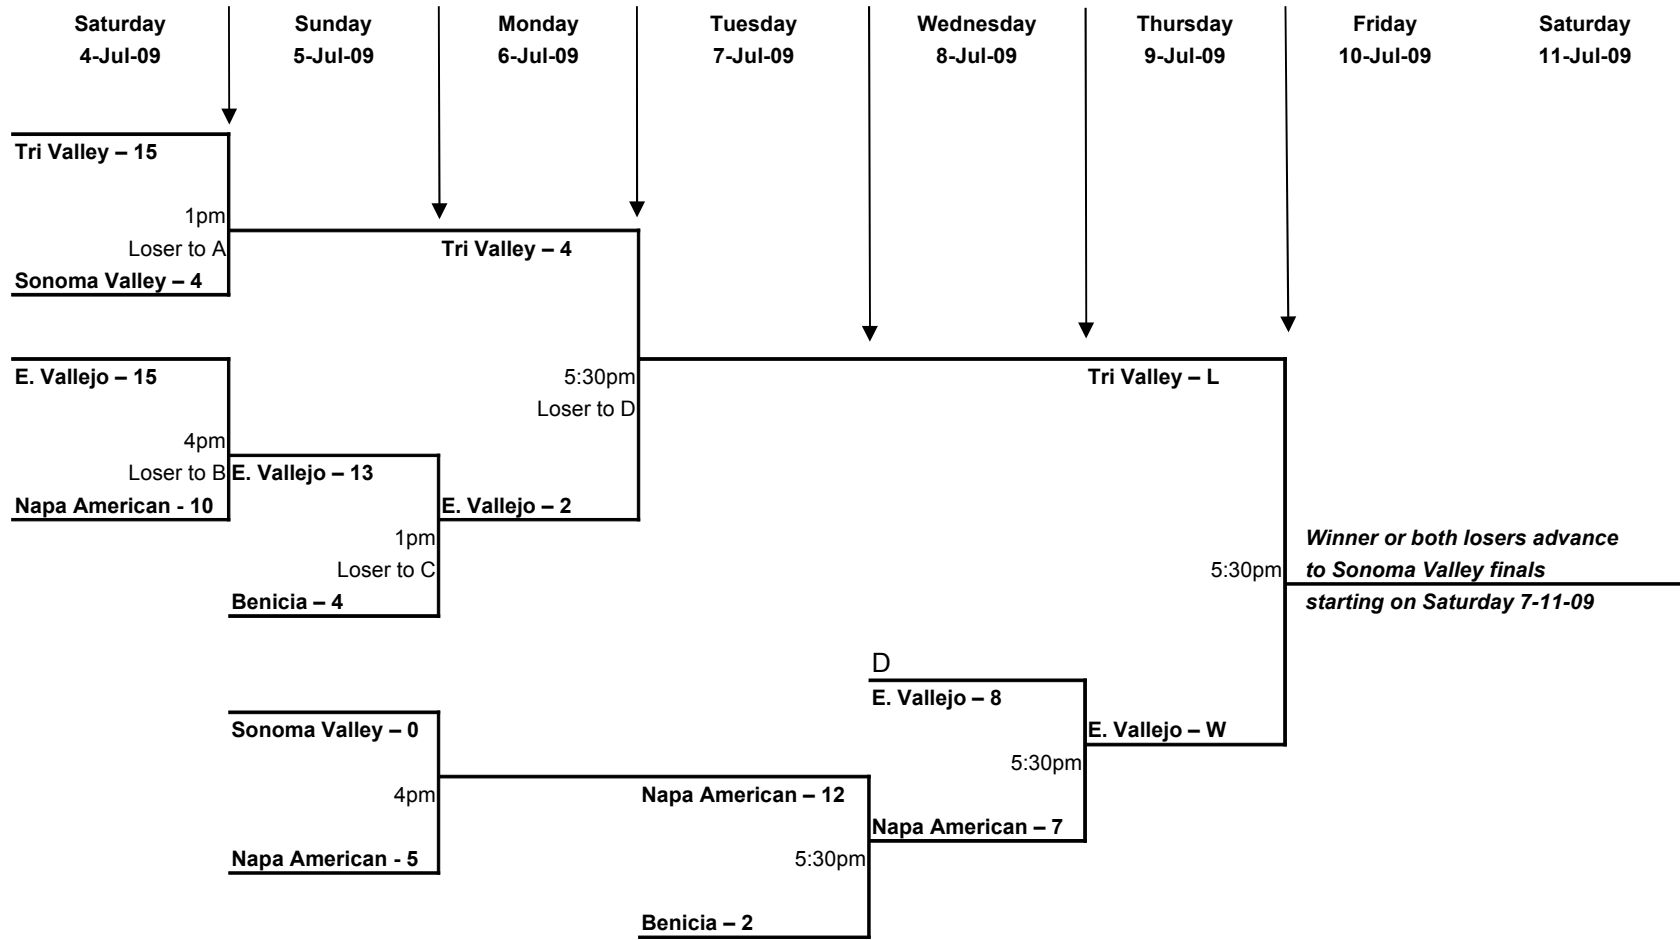 Saturday Sunday Monday Tuesday Wednesday Thursday Friday Saturday
4-Jul-09 5-Jul-09 6-Jul-09 7-Jul-09 8-Jul-09 9-Jul-09 10-Jul-09 11-Jul-09
Tri Valley – 15
1pm
Loser to A
Tri Valley – 4
Sonoma Valley – 4
E. Vallejo – 15
5:30pm
Tri Valley – L
Loser to D
4pm
Loser to B
E. Vallejo – 13
Napa American - 10
E. Vallejo – 2
1pm
Loser to C
Benicia – 4
Winner or both losers advance
5:30pm
to Sonoma Valley finals
starting on Saturday 7-11-09
D
E. Vallejo – 8
Sonoma Valley – 0
E. Vallejo – W
5:30pm
4pm
Napa American – 12
Napa American – 7
Napa American - 5
5:30pm
Benicia – 2